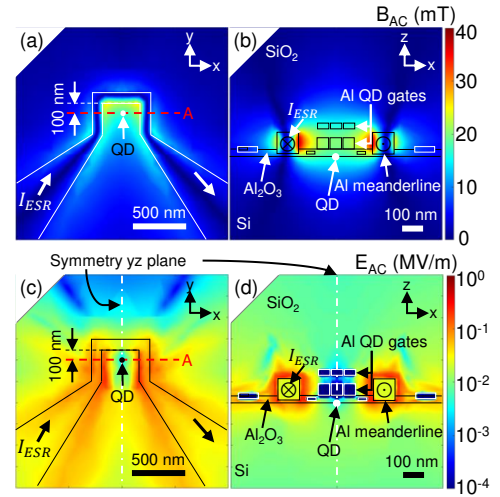 B_AC (mT)
(a)
y
x
100 nm
A
QD
I_ESR
500 nm
(b)
z
x
SiO₂
I_ESR
Al QD gates
Al₂O₃
QD
Al meanderline
Si
100 nm
40
30
20
10
0
Symmetry yz plane
E_AC (MV/m)
(c)
y
x
100 nm
A
QD
I_ESR
500 nm
(d)
z
x
SiO₂
I_ESR
Al QD gates
Al₂O₃
QD
Al meanderline
Si
100 nm
10⁰
10⁻¹
10⁻²
10⁻³
10⁻⁴